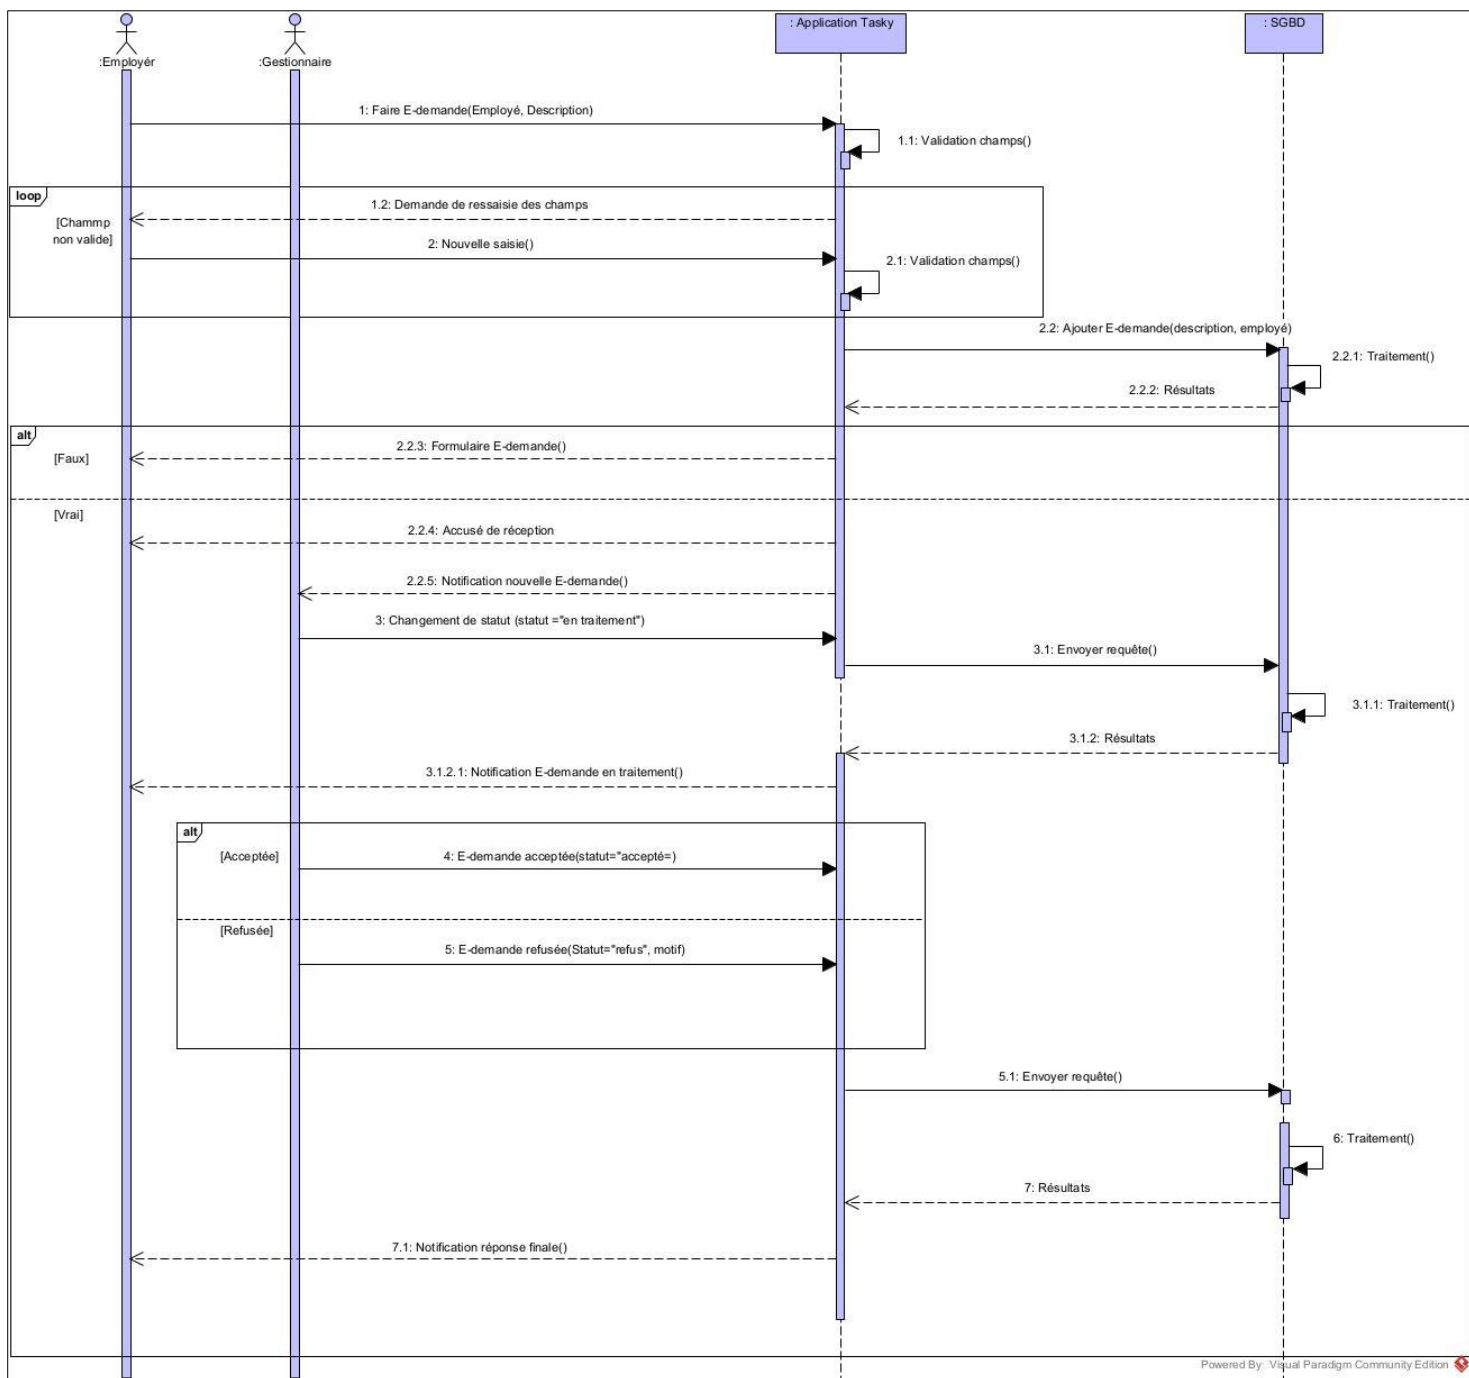 :Employér
:Gestionnaire
: Application Tasky
: SGBD
1: Faire E-demande(Employé, Description)
1.1: Validation champs()
loop
1.2: Demande de ressaisie des champs
[Chammp
non valide]
2: Nouvelle saisie()
2.1: Validation champs()
2.2: Ajouter E-demande(description, employé)
2.2.1: Traitement()
2.2.2: Résultats
alt
2.2.3: Formulaire E-demande()
[Faux]
[Vrai]
2.2.4: Accusé de réception
2.2.5: Notification nouvelle E-demande()
3: Changement de statut (statut ="en traitement")
3.1: Envoyer requête()
3.1.1: Traitement()
3.1.2: Résultats
3.1.2.1: Notification E-demande en traitement()
alt
[Acceptée]
4: E-demande acceptée(statut="accepté=)
[Refusée]
5: E-demande refusée(Statut="refus", motif)
5.1: Envoyer requête()
6: Traitement()
7: Résultats
7.1: Notification réponse finale()
Powered By: Visual Paradigm Community Edition